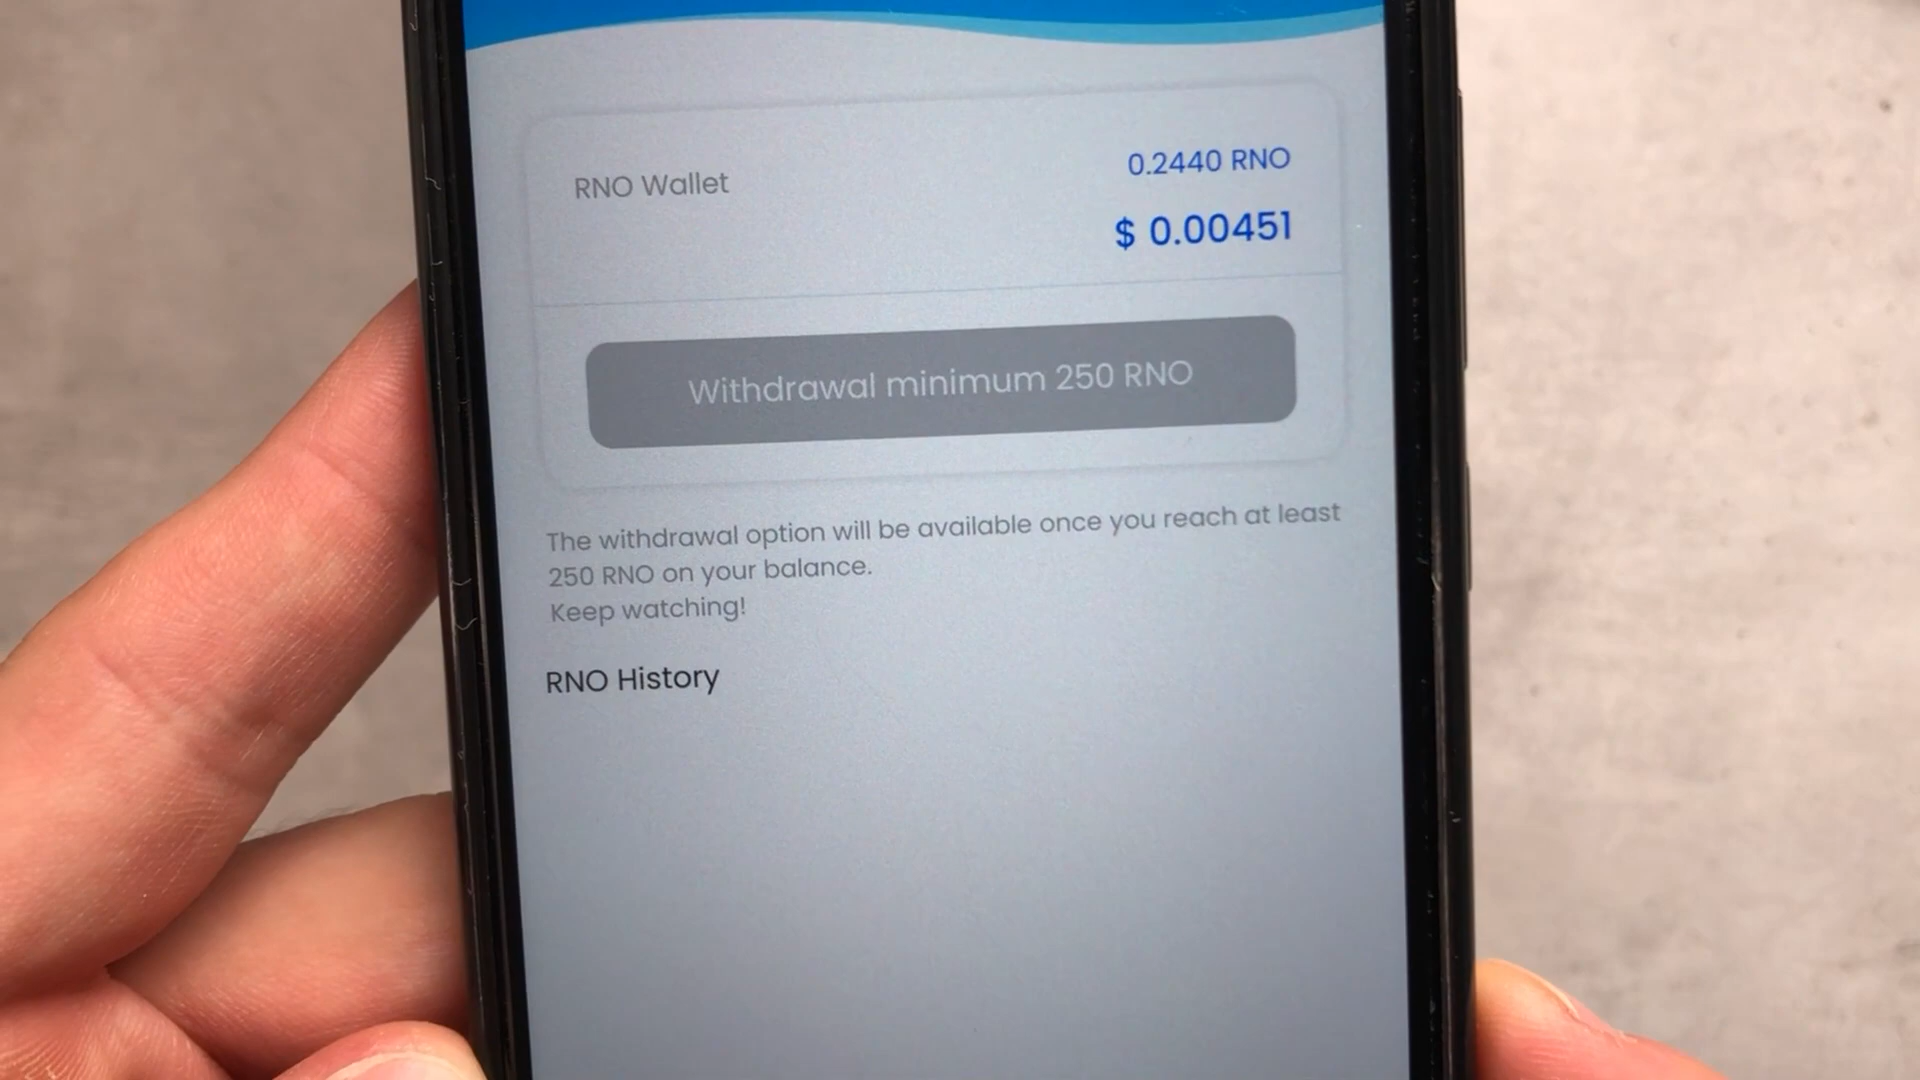 RNO Wallet
0.2440 RNO
$ 0.00451
Withdrawal minimum 250 RNO
The withdrawal option will be available once you reach at least
250 RNO on your balance.
Keep watching!
RNO History